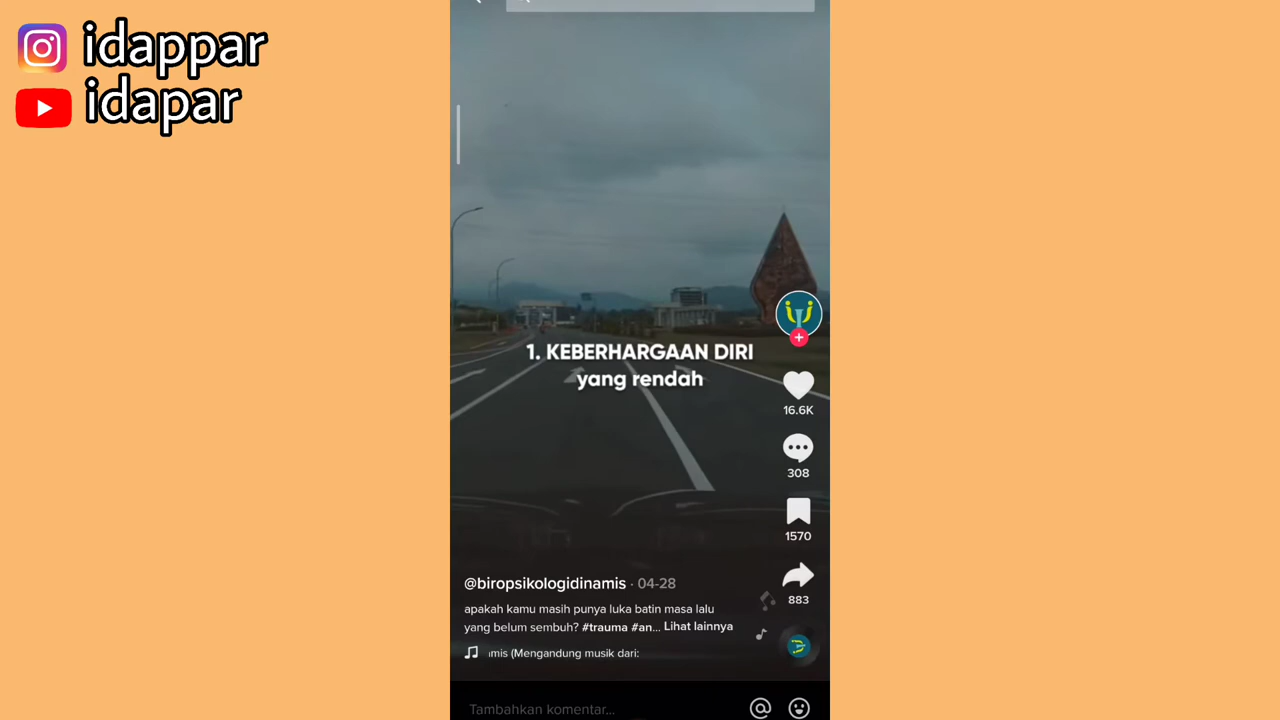 idappar
idapar
1. KEBERHARGAAN DIRI
yang rendah
16.6K
308
1570
883
@biropsikologidinamis · 04-28
apakah kamu masih punya luka batin masa lalu
yang belum sembuh? #trauma #an... Lihat lainnya
amis (Mengandung musik dari:
Tambahkan komentar...